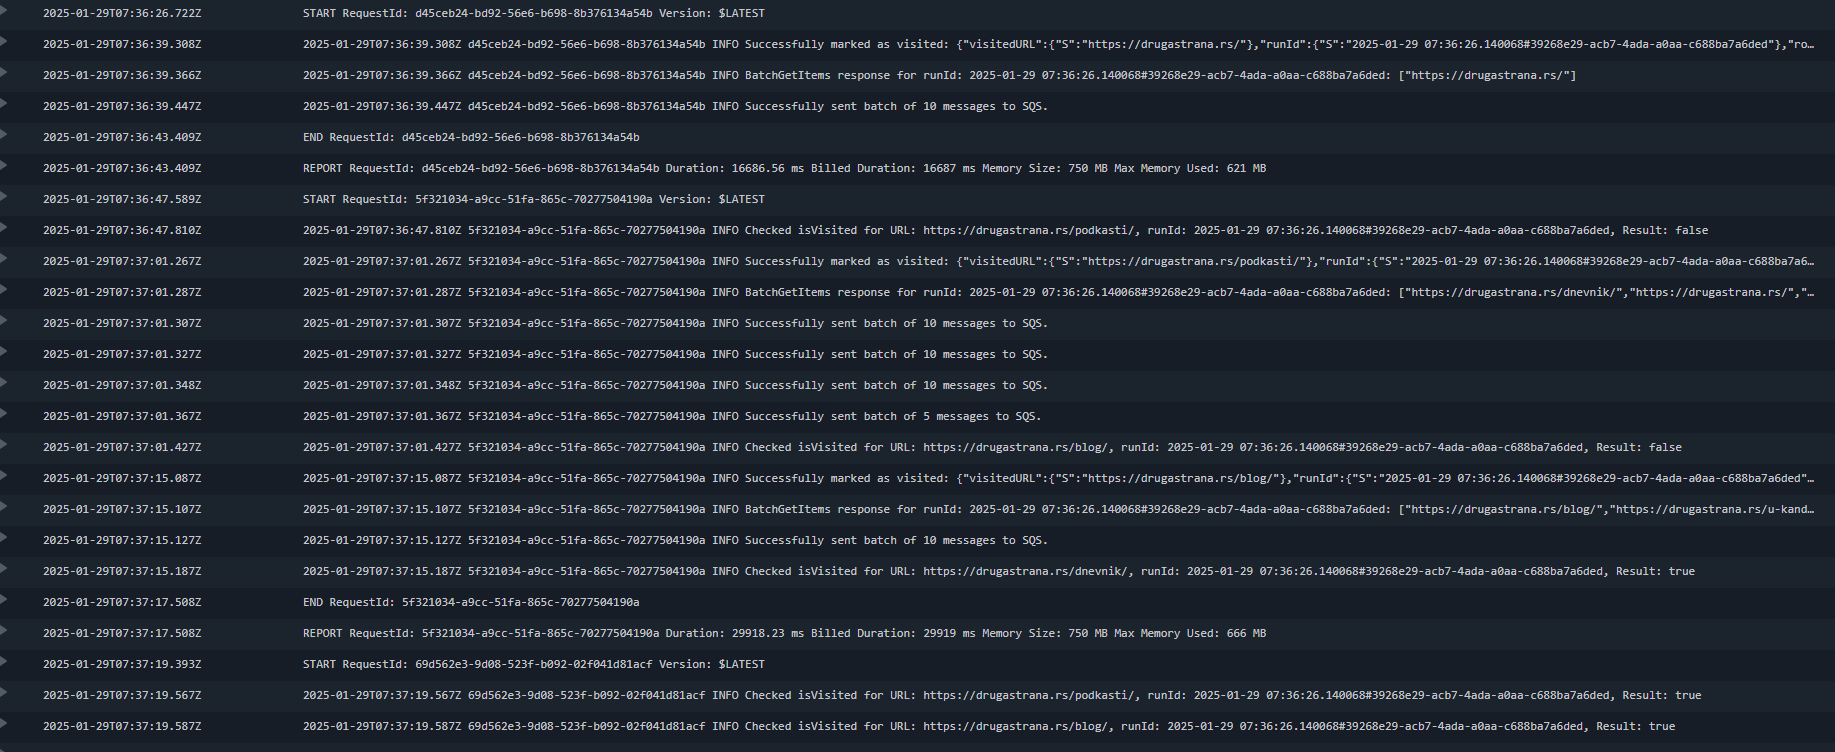 2025-01-29T07:36:26.722Z START RequestId: d45ceb24-bd92-56e6-b698-8b376134a54b Version: $LATEST
2025-01-29T07:36:39.308Z 2025-01-29T07:36:39.308Z d45ceb24-bd92-56e6-b698-8b376134a54b INFO Successfully marked as visited: {"visitedURL":{"S":"https://drugastrana.rs/"},"runId":{"S":"2025-01-29 07:36:26.140068#39268e29-acb7-4ada-a0aa-c688ba7a6ded"},"ro…
2025-01-29T07:36:39.366Z 2025-01-29T07:36:39.366Z d45ceb24-bd92-56e6-b698-8b376134a54b INFO BatchGetItems response for runId: 2025-01-29 07:36:26.140068#39268e29-acb7-4ada-a0aa-c688ba7a6ded: ["https://drugastrana.rs/"]
2025-01-29T07:36:39.447Z 2025-01-29T07:36:39.447Z d45ceb24-bd92-56e6-b698-8b376134a54b INFO Successfully sent batch of 10 messages to SQS.
2025-01-29T07:36:43.409Z END RequestId: d45ceb24-bd92-56e6-b698-8b376134a54b
2025-01-29T07:36:43.409Z REPORT RequestId: d45ceb24-bd92-56e6-b698-8b376134a54b Duration: 16686.56 ms Billed Duration: 16687 ms Memory Size: 750 MB Max Memory Used: 621 MB
2025-01-29T07:36:47.589Z START RequestId: 5f321034-a9cc-51fa-865c-70277504190a Version: $LATEST
2025-01-29T07:36:47.810Z 2025-01-29T07:36:47.810Z 5f321034-a9cc-51fa-865c-70277504190a INFO Checked isVisited for URL: https://drugastrana.rs/podkasti/, runId: 2025-01-29 07:36:26.140068#39268e29-acb7-4ada-a0aa-c688ba7a6ded, Result: false
2025-01-29T07:37:01.267Z 2025-01-29T07:37:01.267Z 5f321034-a9cc-51fa-865c-70277504190a INFO Successfully marked as visited: {"visitedURL":{"S":"https://drugastrana.rs/podkasti/"},"runId":{"S":"2025-01-29 07:36:26.140068#39268e29-acb7-4ada-a0aa-c688ba7a6…
2025-01-29T07:37:01.287Z 2025-01-29T07:37:01.287Z 5f321034-a9cc-51fa-865c-70277504190a INFO BatchGetItems response for runId: 2025-01-29 07:36:26.140068#39268e29-acb7-4ada-a0aa-c688ba7a6ded: ["https://drugastrana.rs/dnevnik/","https://drugastrana.rs/","…
2025-01-29T07:37:01.307Z 2025-01-29T07:37:01.307Z 5f321034-a9cc-51fa-865c-70277504190a INFO Successfully sent batch of 10 messages to SQS.
2025-01-29T07:37:01.327Z 2025-01-29T07:37:01.327Z 5f321034-a9cc-51fa-865c-70277504190a INFO Successfully sent batch of 10 messages to SQS.
2025-01-29T07:37:01.348Z 2025-01-29T07:37:01.348Z 5f321034-a9cc-51fa-865c-70277504190a INFO Successfully sent batch of 10 messages to SQS.
2025-01-29T07:37:01.367Z 2025-01-29T07:37:01.367Z 5f321034-a9cc-51fa-865c-70277504190a INFO Successfully sent batch of 5 messages to SQS.
2025-01-29T07:37:01.427Z 2025-01-29T07:37:01.427Z 5f321034-a9cc-51fa-865c-70277504190a INFO Checked isVisited for URL: https://drugastrana.rs/blog/, runId: 2025-01-29 07:36:26.140068#39268e29-acb7-4ada-a0aa-c688ba7a6ded, Result: false
2025-01-29T07:37:15.087Z 2025-01-29T07:37:15.087Z 5f321034-a9cc-51fa-865c-70277504190a INFO Successfully marked as visited: {"visitedURL":{"S":"https://drugastrana.rs/blog/"},"runId":{"S":"2025-01-29 07:36:26.140068#39268e29-acb7-4ada-a0aa-c688ba7a6ded"…
2025-01-29T07:37:15.107Z 2025-01-29T07:37:15.107Z 5f321034-a9cc-51fa-865c-70277504190a INFO BatchGetItems response for runId: 2025-01-29 07:36:26.140068#39268e29-acb7-4ada-a0aa-c688ba7a6ded: ["https://drugastrana.rs/blog/","https://drugastrana.rs/u-kand…
2025-01-29T07:37:15.127Z 2025-01-29T07:37:15.127Z 5f321034-a9cc-51fa-865c-70277504190a INFO Successfully sent batch of 10 messages to SQS.
2025-01-29T07:37:15.187Z 2025-01-29T07:37:15.187Z 5f321034-a9cc-51fa-865c-70277504190a INFO Checked isVisited for URL: https://drugastrana.rs/dnevnik/, runId: 2025-01-29 07:36:26.140068#39268e29-acb7-4ada-a0aa-c688ba7a6ded, Result: true
2025-01-29T07:37:17.508Z END RequestId: 5f321034-a9cc-51fa-865c-70277504190a
2025-01-29T07:37:17.508Z REPORT RequestId: 5f321034-a9cc-51fa-865c-70277504190a Duration: 29918.23 ms Billed Duration: 29919 ms Memory Size: 750 MB Max Memory Used: 666 MB
2025-01-29T07:37:19.393Z START RequestId: 69d562e3-9d08-523f-b092-02f041d81acf Version: $LATEST
2025-01-29T07:37:19.567Z 2025-01-29T07:37:19.567Z 69d562e3-9d08-523f-b092-02f041d81acf INFO Checked isVisited for URL: https://drugastrana.rs/podkasti/, runId: 2025-01-29 07:36:26.140068#39268e29-acb7-4ada-a0aa-c688ba7a6ded, Result: true
2025-01-29T07:37:19.587Z 2025-01-29T07:37:19.587Z 69d562e3-9d08-523f-b092-02f041d81acf INFO Checked isVisited for URL: https://drugastrana.rs/blog/, runId: 2025-01-29 07:36:26.140068#39268e29-acb7-4ada-a0aa-c688ba7a6ded, Result: true